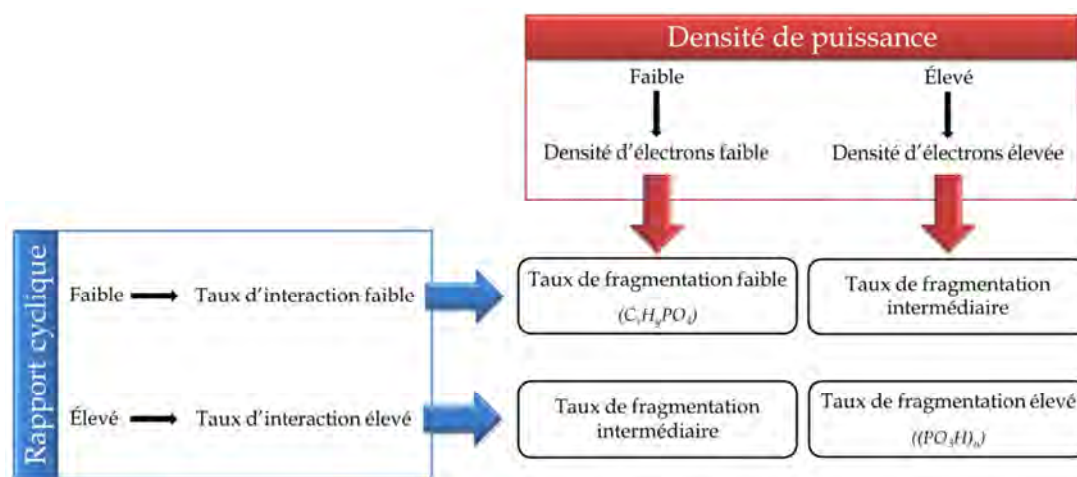 Densité de puissance
Faible
Élevé
Densité d'électrons faible
Densité d'électrons élevée
Rapport cyclique
Faible
Taux d'interaction faible
Taux de fragmentation faible
(CxHyPO4)
Taux de fragmentation
intermédiaire
Élevé
Taux d'interaction élevé
Taux de fragmentation
intermédiaire
Taux de fragmentation élevé
((PO3H)n)